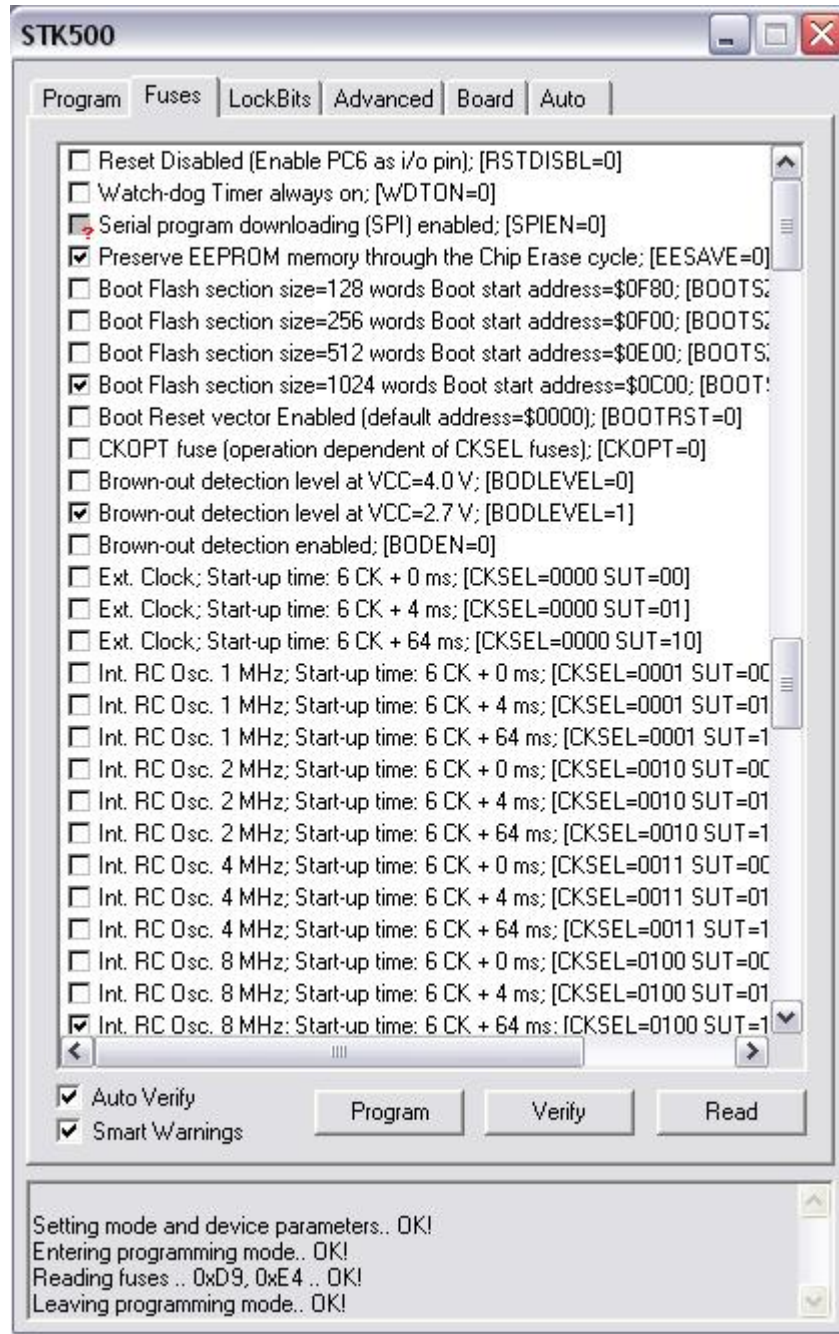 STK500
Program Fuses LockBits Advanced Board Auto
Reset Disabled (Enable PC6 as i/o pin); [RSTDISBL=0]
Watch-dog Timer always on; [WDTON=0]
? Serial program downloading (SPI) enabled; [SPIEN=0]
Preserve EEPROM memory through the Chip Erase cycle; [EESAVE=0]
Boot Flash section size=128 words Boot start address=$0F80; [BOOTSZ
Boot Flash section size=256 words Boot start address=$0F00; [BOOTSZ
Boot Flash section size=512 words Boot start address=$0E00; [BOOTSZ
Boot Flash section size=1024 words Boot start address=$0C00; [BOOTS
Boot Reset vector Enabled (default address=$0000); [BOOTRST=0]
CKOPT fuse (operation dependent of CKSEL fuses); [CKOPT=0]
Brown-out detection level at VCC=4.0 V; [BODLEVEL=0]
Brown-out detection level at VCC=2.7 V; [BODLEVEL=1]
Brown-out detection enabled; [BODEN=0]
Ext. Clock; Start-up time: 6 CK + 0 ms; [CKSEL=0000 SUT=00]
Ext. Clock; Start-up time: 6 CK + 4 ms; [CKSEL=0000 SUT=01]
Ext. Clock; Start-up time: 6 CK + 64 ms; [CKSEL=0000 SUT=10]
Int. RC Osc. 1 MHz; Start-up time: 6 CK + 0 ms; [CKSEL=0001 SUT=00
Int. RC Osc. 1 MHz; Start-up time: 6 CK + 4 ms; [CKSEL=0001 SUT=01
Int. RC Osc. 1 MHz; Start-up time: 6 CK + 64 ms; [CKSEL=0001 SUT=1
Int. RC Osc. 2 MHz; Start-up time: 6 CK + 0 ms; [CKSEL=0010 SUT=00
Int. RC Osc. 2 MHz; Start-up time: 6 CK + 4 ms; [CKSEL=0010 SUT=01
Int. RC Osc. 2 MHz; Start-up time: 6 CK + 64 ms; [CKSEL=0010 SUT=1
Int. RC Osc. 4 MHz; Start-up time: 6 CK + 0 ms; [CKSEL=0011 SUT=00
Int. RC Osc. 4 MHz; Start-up time: 6 CK + 4 ms; [CKSEL=0011 SUT=01
Int. RC Osc. 4 MHz; Start-up time: 6 CK + 64 ms; [CKSEL=0011 SUT=1
Int. RC Osc. 8 MHz; Start-up time: 6 CK + 0 ms; [CKSEL=0100 SUT=00
Int. RC Osc. 8 MHz; Start-up time: 6 CK + 4 ms; [CKSEL=0100 SUT=01
Int. RC Osc. 8 MHz; Start-up time: 6 CK + 64 ms; [CKSEL=0100 SUT=1
Auto Verify
Smart Warnings
Program Verify Read
Setting mode and device parameters.. OK!
Entering programming mode.. OK!
Reading fuses .. 0xD9, 0xE4 .. OK!
Leaving programming mode.. OK!